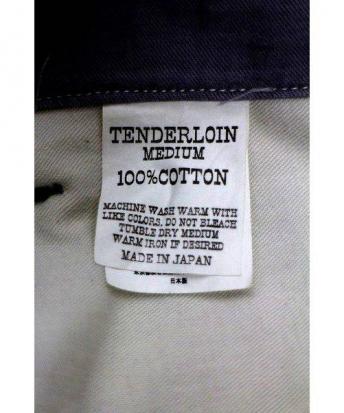 TENDERLOIN
MEDIUM
100%COTTON
MACHINE WASH WARM WITH
LIKE COLORS, DO NOT BLEACH
TUMBLE DRY MEDIUM
WARM IRON IF DESIRED
MADE IN JAPAN
日本製